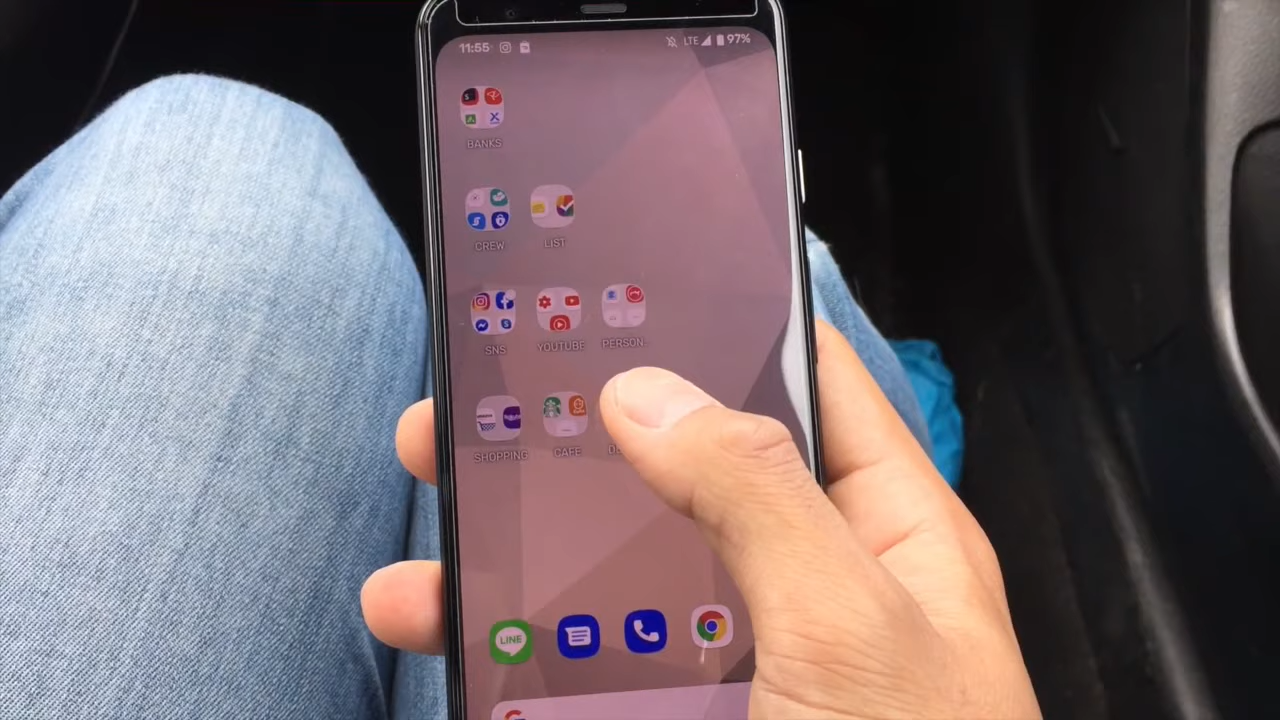 11:55 LTE 97%
BANKS
CREW LIST
SNS YOUTUBE PERSON..
SHOPPING CAFE
LINE